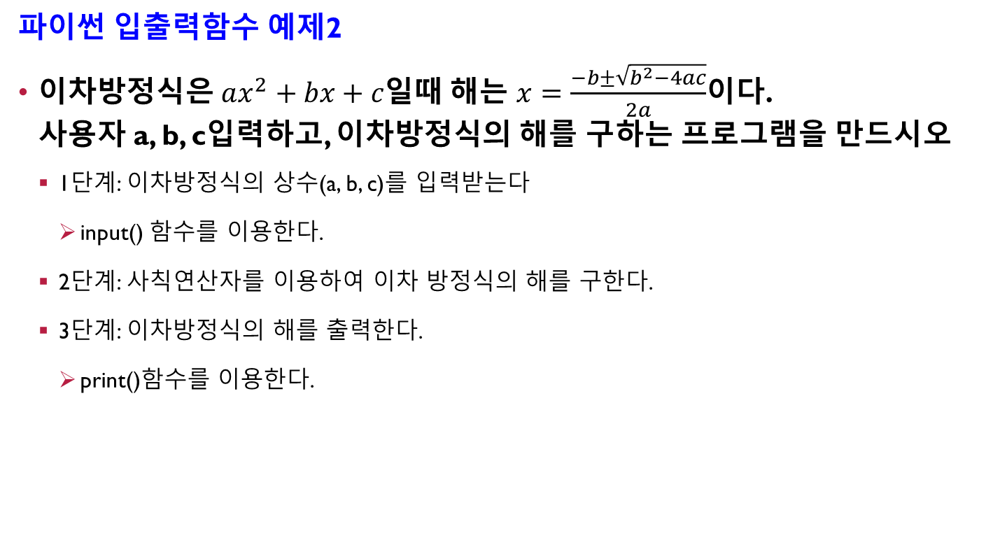 파이썬 입출력함수 예제2
• 이차방정식은 $ax^2 + bx + c$일때 해는 $x = \frac{-b \pm \sqrt{b^2-4ac}}{2a}$이다.
사용자 a, b, c입력하고, 이차방정식의 해를 구하는 프로그램을 만드시오
▪ 1단계: 이차방정식의 상수(a, b, c)를 입력받는다
➢ input() 함수를 이용한다.
▪ 2단계: 사칙연산자를 이용하여 이차 방정식의 해를 구한다.
▪ 3단계: 이차방정식의 해를 출력한다.
➢ print()함수를 이용한다.